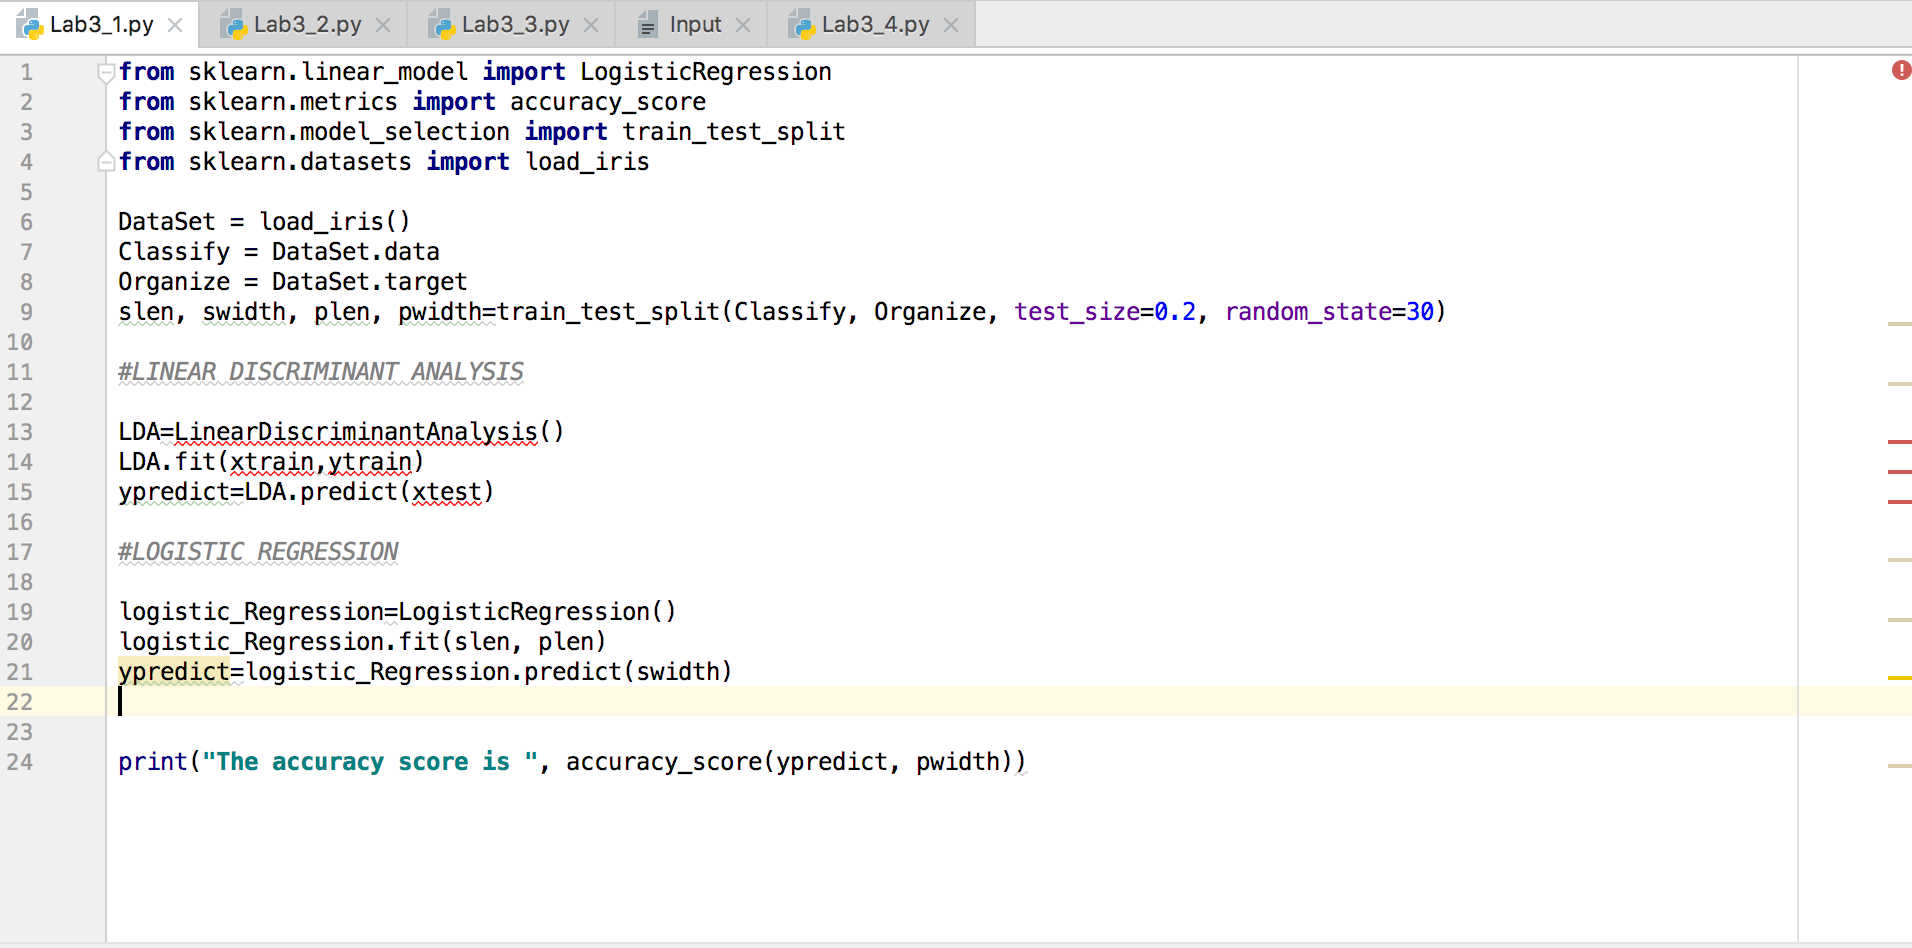 Lab3_1.py Lab3_2.py Lab3_3.py Input Lab3_4.py
1 from sklearn.linear_model import LogisticRegression
2 from sklearn.metrics import accuracy_score
3 from sklearn.model_selection import train_test_split
4 from sklearn.datasets import load_iris
5
6 DataSet = load_iris()
7 Classify = DataSet.data
8 Organize = DataSet.target
9 slen, swidth, plen, pwidth=train_test_split(Classify, Organize, test_size=0.2, random_state=30)
10
11 #LINEAR DISCRIMINANT ANALYSIS
12
13 LDA=LinearDiscriminantAnalysis()
14 LDA.fit(xtrain,ytrain)
15 ypredict=LDA.predict(xtest)
16
17 #LOGISTIC REGRESSION
18
19 logistic_Regression=LogisticRegression()
20 logistic_Regression.fit(slen, plen)
21 ypredict=logistic_Regression.predict(swidth)
22
23
24 print("The accuracy score is ", accuracy_score(ypredict, pwidth))